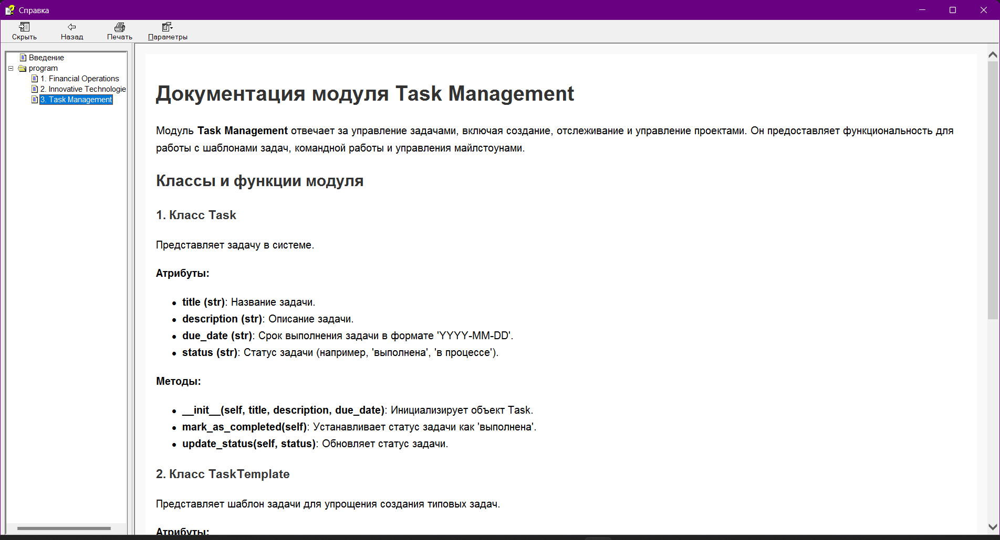 Справка
Скрыть Назад Печать Параметры
Введение
program
1. Financial Operations
2. Innovative Technologie
3. Task Management
Документация модуля Task Management
Модуль Task Management отвечает за управление задачами, включая создание, отслеживание и управление проектами. Он предоставляет функциональность для
работы с шаблонами задач, командной работы и управления майлстоунами.
Классы и функции модуля
1. Класс Task
Представляет задачу в системе.
Атрибуты:
• title (str): Название задачи.
• description (str): Описание задачи.
• due_date (str): Срок выполнения задачи в формате 'YYYY-MM-DD'.
• status (str): Статус задачи (например, 'выполнена', 'в процессе').
Методы:
• __init__(self, title, description, due_date): Инициализирует объект Task.
• mark_as_completed(self): Устанавливает статус задачи как 'выполнена'.
• update_status(self, status): Обновляет статус задачи.
2. Класс TaskTemplate
Представляет шаблон задачи для упрощения создания типовых задач.
Атрибуты: